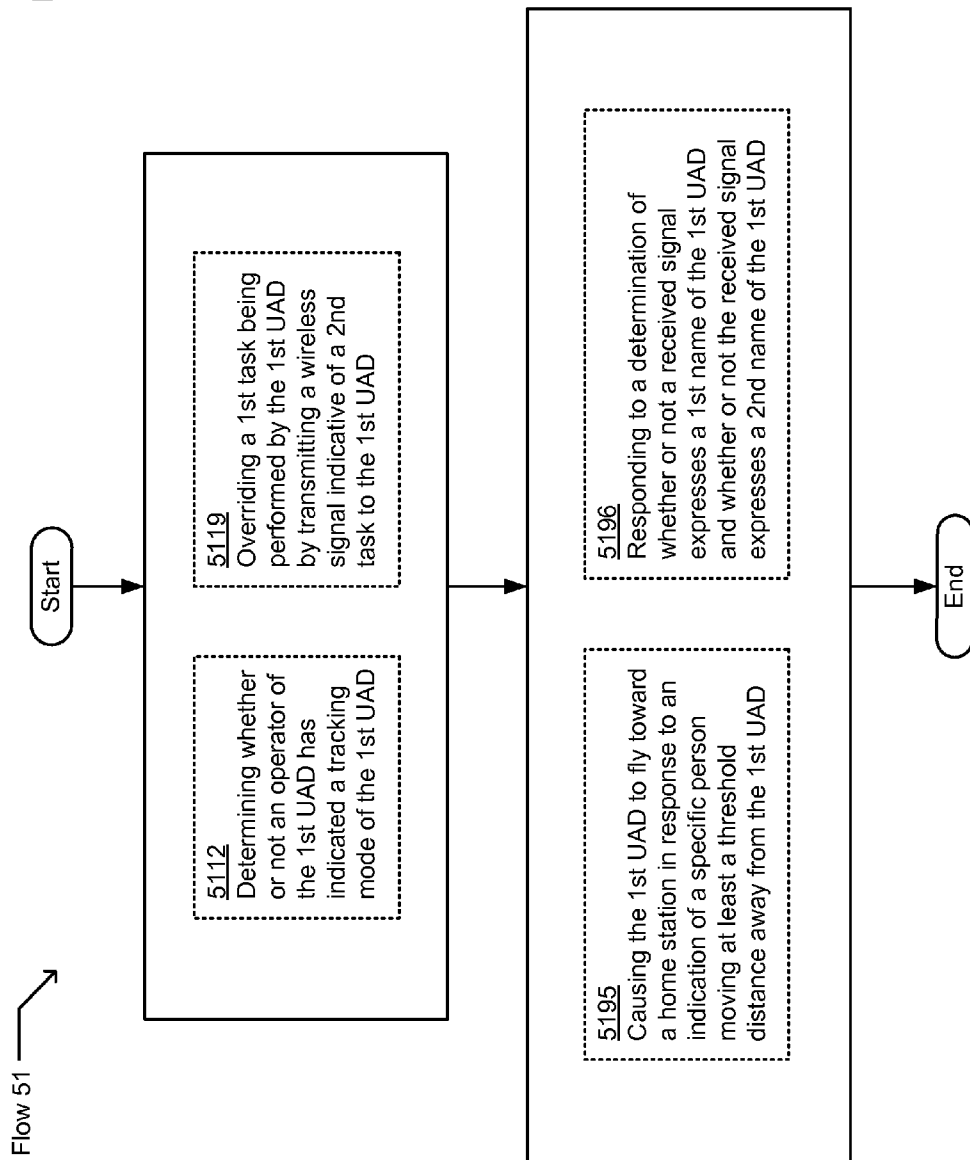 Flow 51
Start
5112
Determining whether
or not an operator of
the 1st UAD has
indicated a tracking
mode of the 1st UAD
5119
Overriding a 1st task being
performed by the 1st UAD
by transmitting a wireless
signal indicative of a 2nd
task to the 1st UAD
5195
Causing the 1st UAD to fly toward
a home station in response to an
indication of a specific person
moving at least a threshold
distance away from the 1st UAD
5196
Responding to a determination of
whether or not a received signal
expresses a 1st name of the 1st UAD
and whether or not the received signal
expresses a 2nd name of the 1st UAD
End